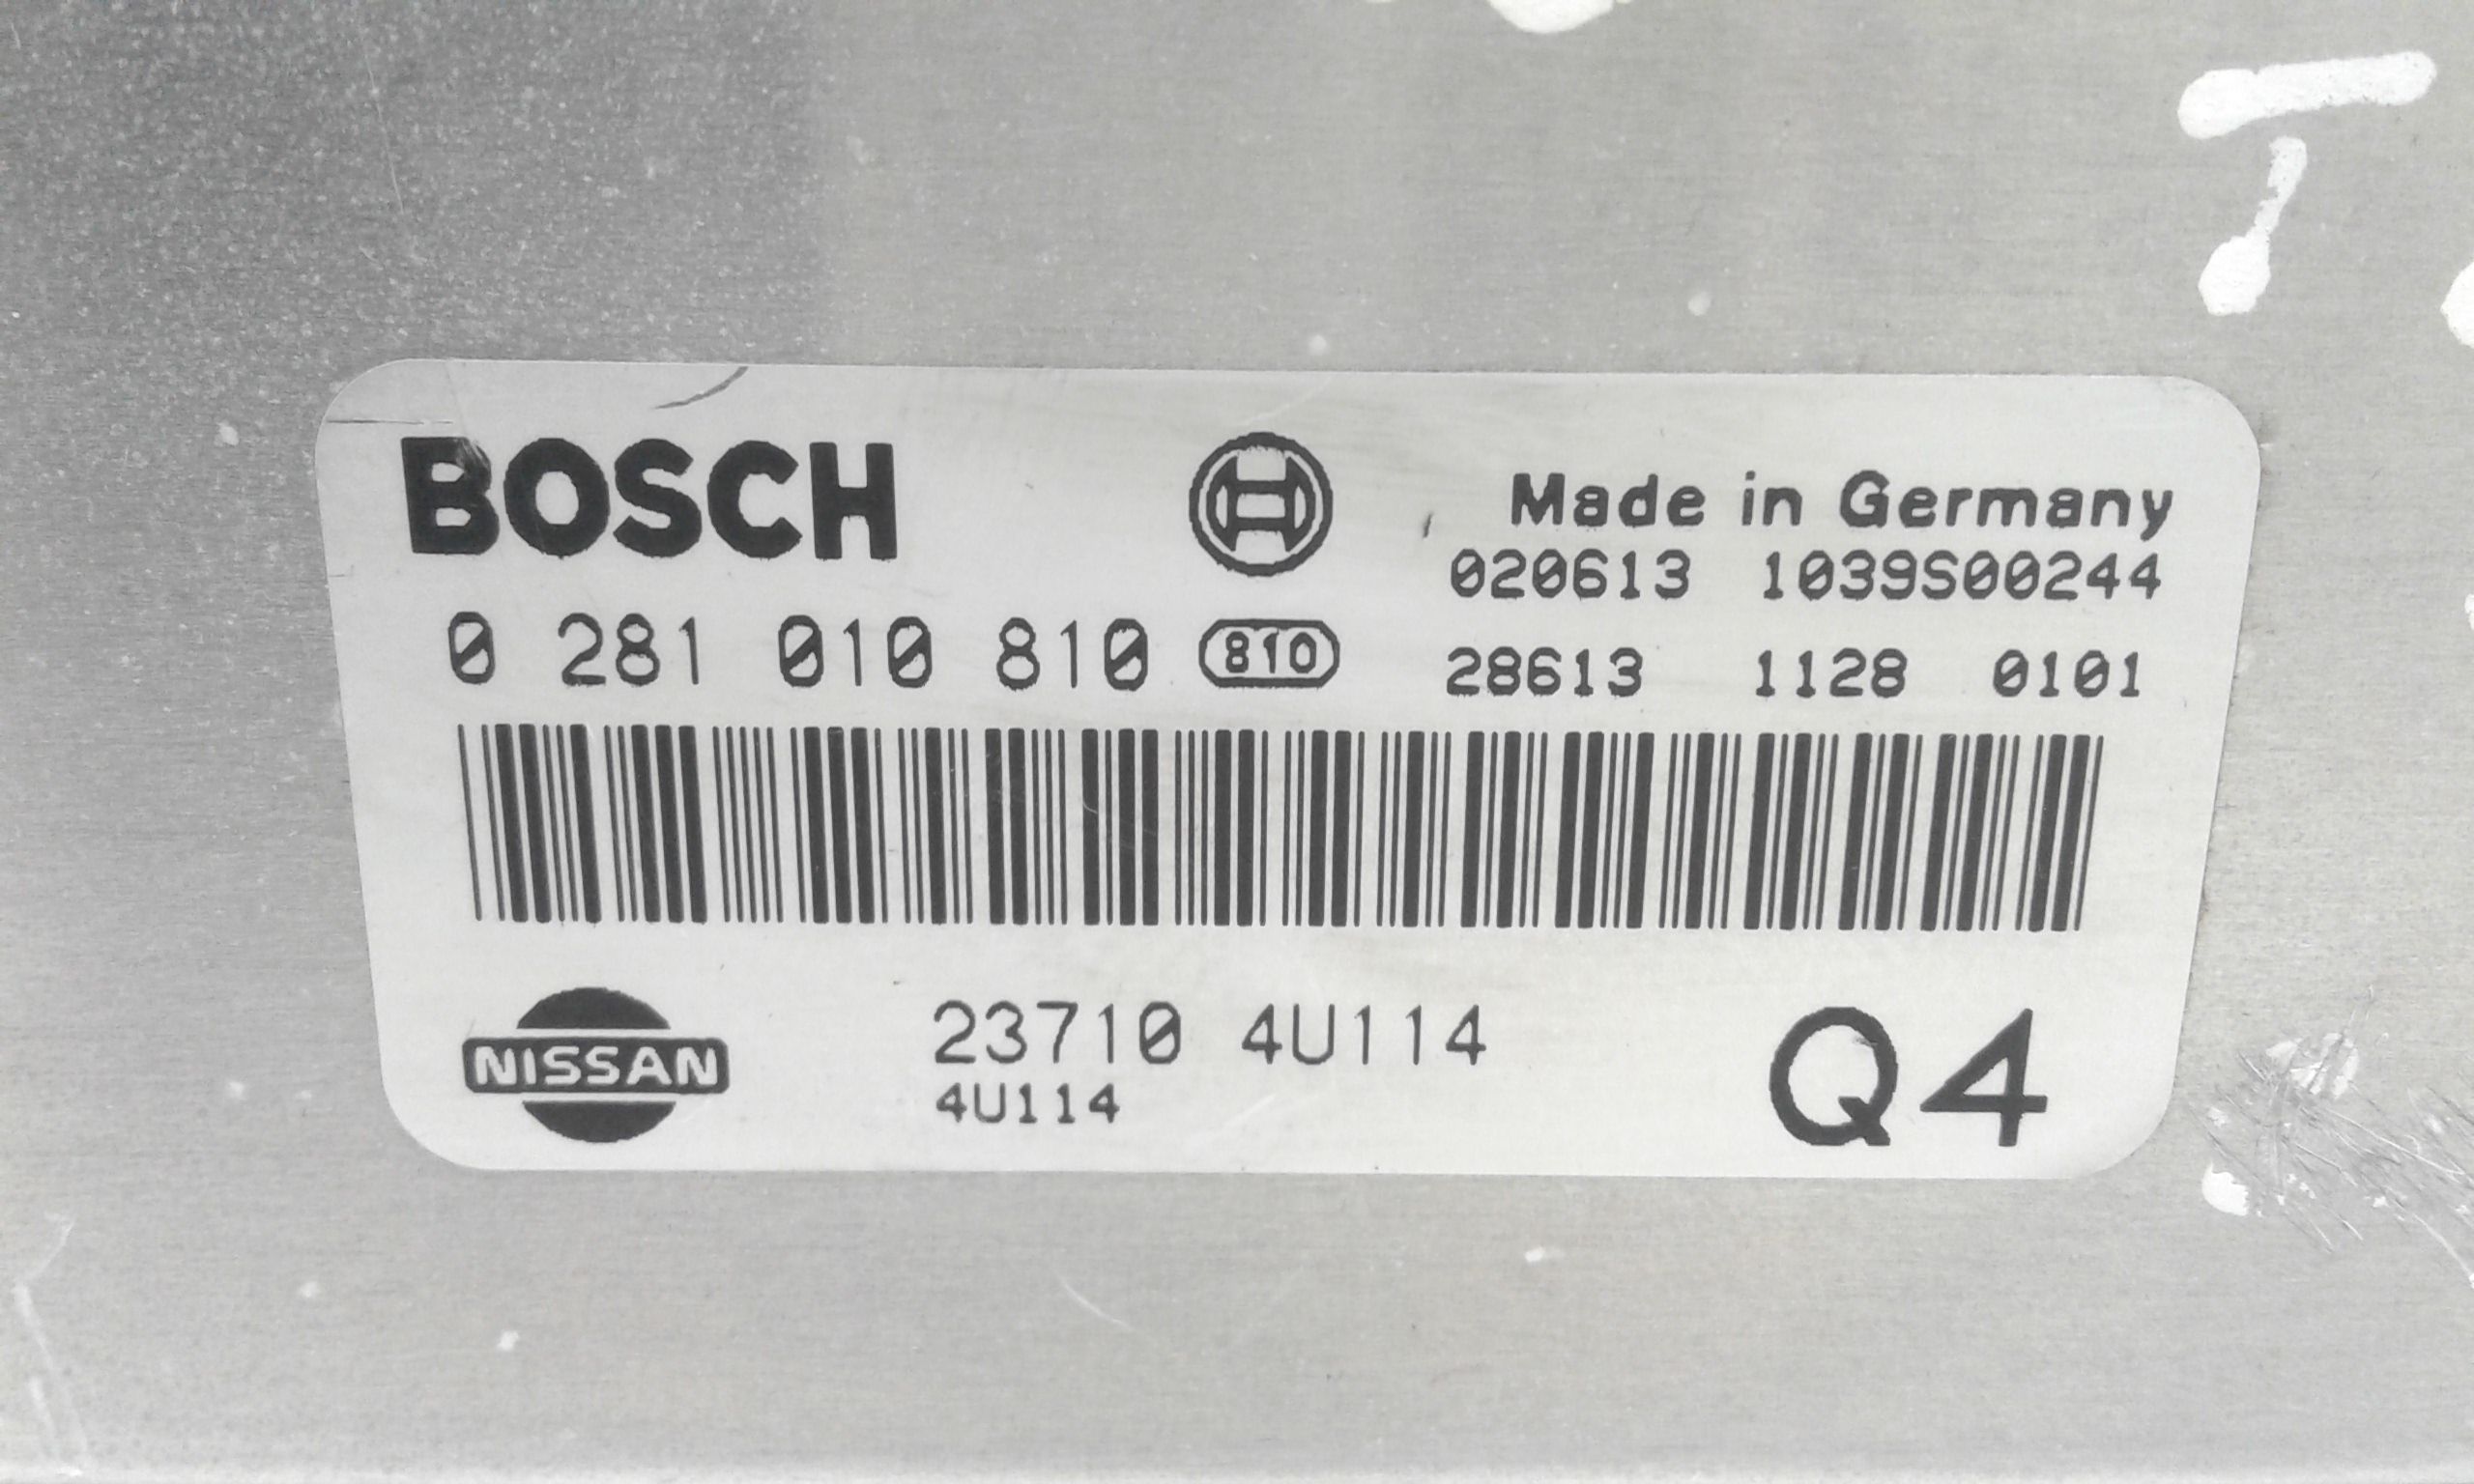 BOSCH
Made in Germany
020613 1039S00244
0 281 010 810 810
28613 1128 0101
NISSAN
23710 4U114
4U114
Q4